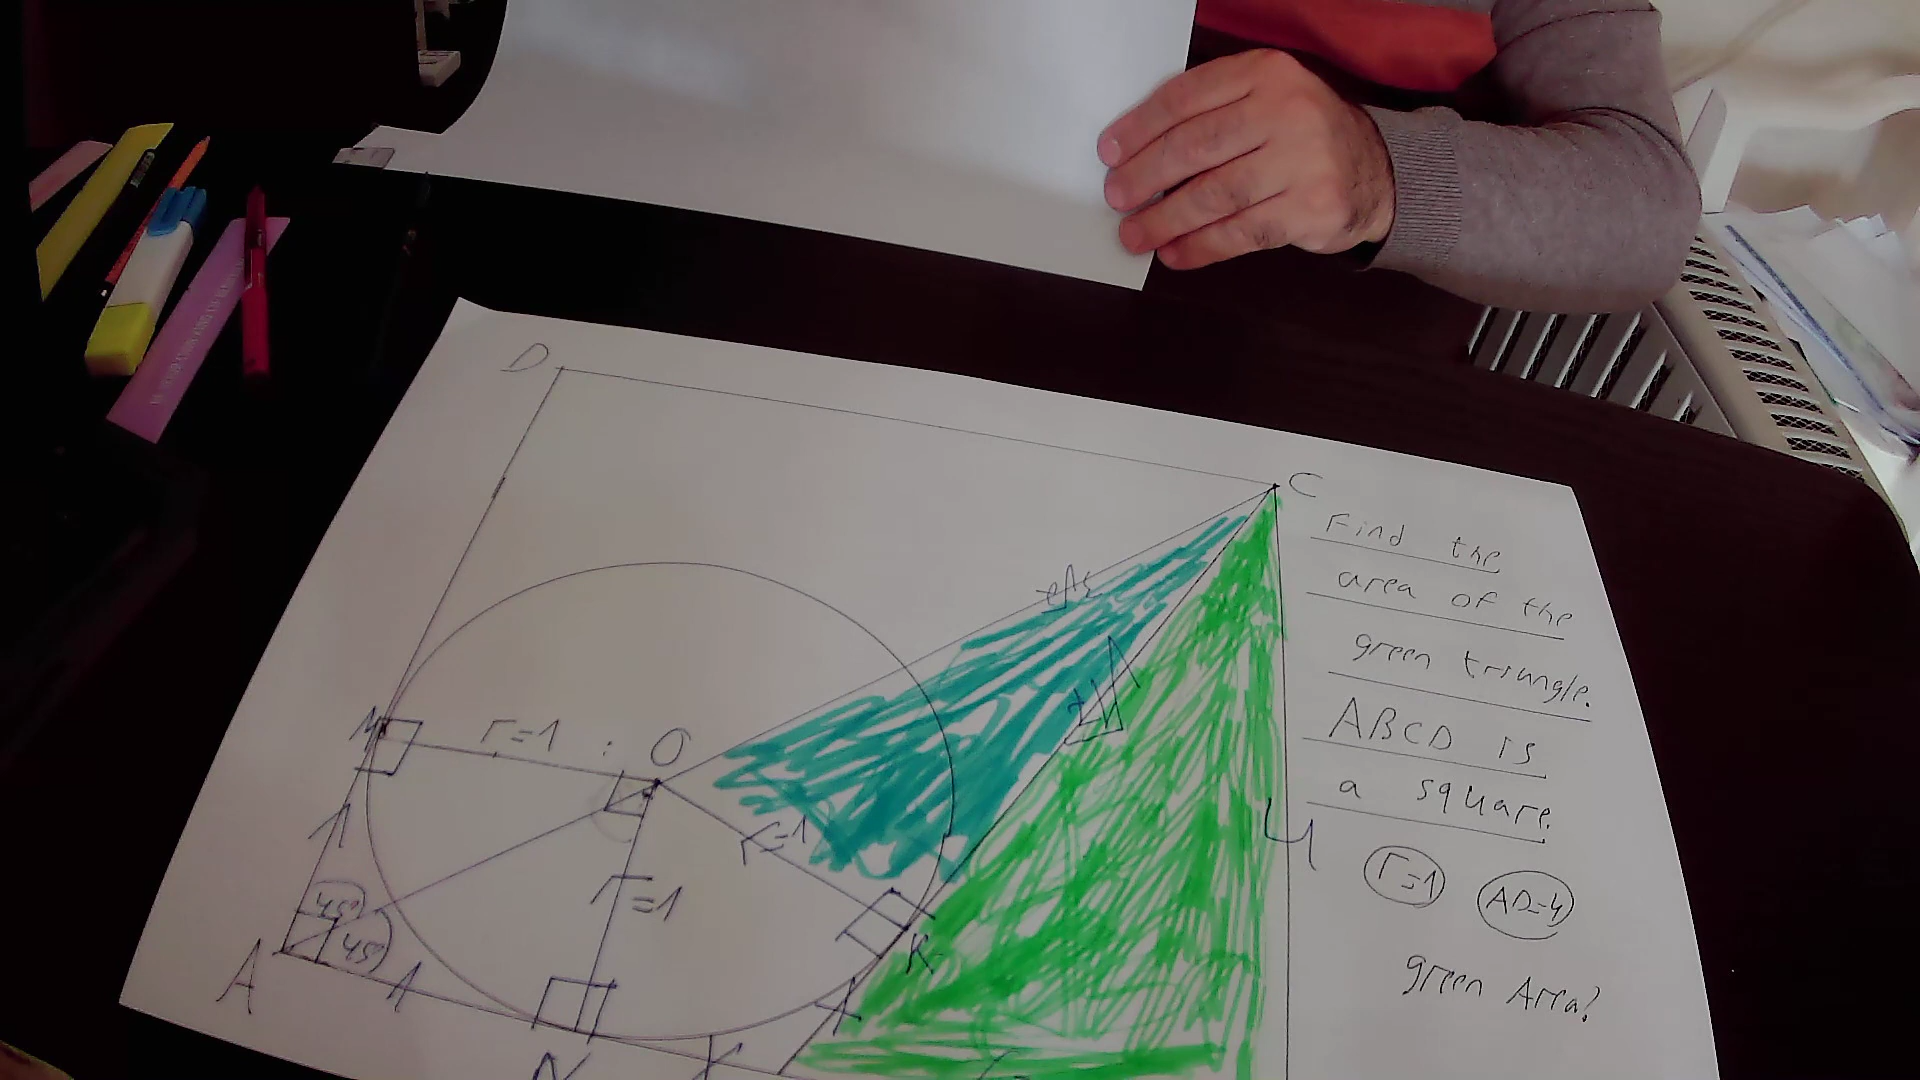 D
C
Find the
area of the
green triangle.
ABCD is
a square.
r=1
AD=4
green Area?
M
r=1
O
r=1
r=1
1
4
45°
45°
A
1
K
N
x